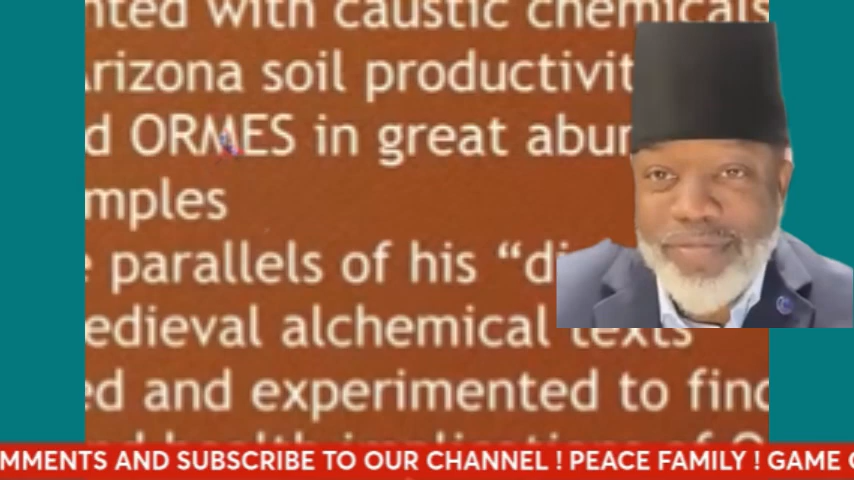 nted with caustic chemicals
Arizona soil productivit
d ORMES in great abun
mples
e parallels of his “di
edieval alchemical texts
ed and experimented to find
MMENTS AND SUBSCRIBE TO OUR CHANNEL ! PEACE FAMILY ! GAME